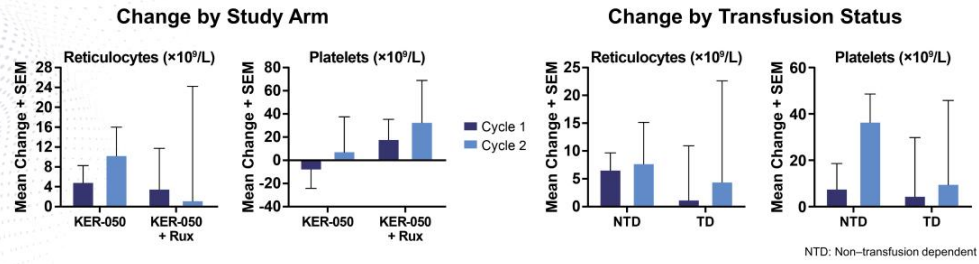 Change by Study Arm
Change by Transfusion Status
Reticulocytes (×10⁹/L)
Mean Change + SEM
28
24
20
16
12
8
4
0
KER-050
KER-050
+ Rux
Platelets (×10⁹/L)
Mean Change + SEM
80
60
40
20
0
-20
-40
KER-050
KER-050
+ Rux
Cycle 1
Cycle 2
Reticulocytes (×10⁹/L)
Mean Change + SEM
25
20
15
10
5
0
NTD
TD
Platelets (×10⁹/L)
Mean Change + SEM
60
40
20
0
NTD
TD
NTD: Non–transfusion dependent